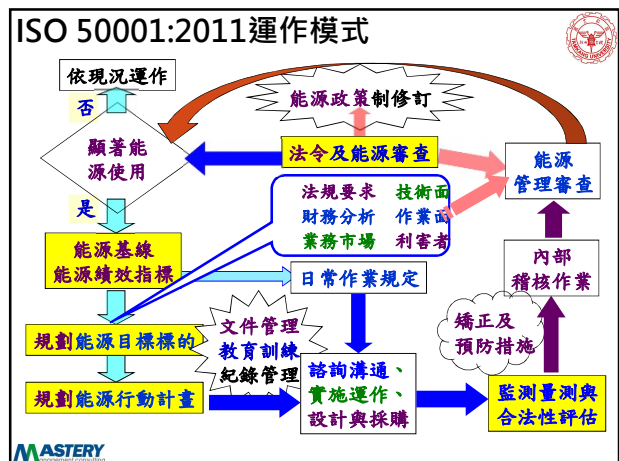 ISO 50001:2011運作模式
依現況運作
否
能源政策制修訂
顯著能
源使用
法令及能源審查
能源
管理審查
法規要求 技術面
財務分析 作業面
業務市場 利害者
是
能源基線
能源績效指標
日常作業規定
內部
稽核作業
文件管理
教育訓練
紀錄管理
矯正及
預防措施
規劃能源目標標的
諮詢溝通、
實施運作、
設計與採購
監測量測與
合法性評估
規劃能源行動計畫
MASTERY
management consulting